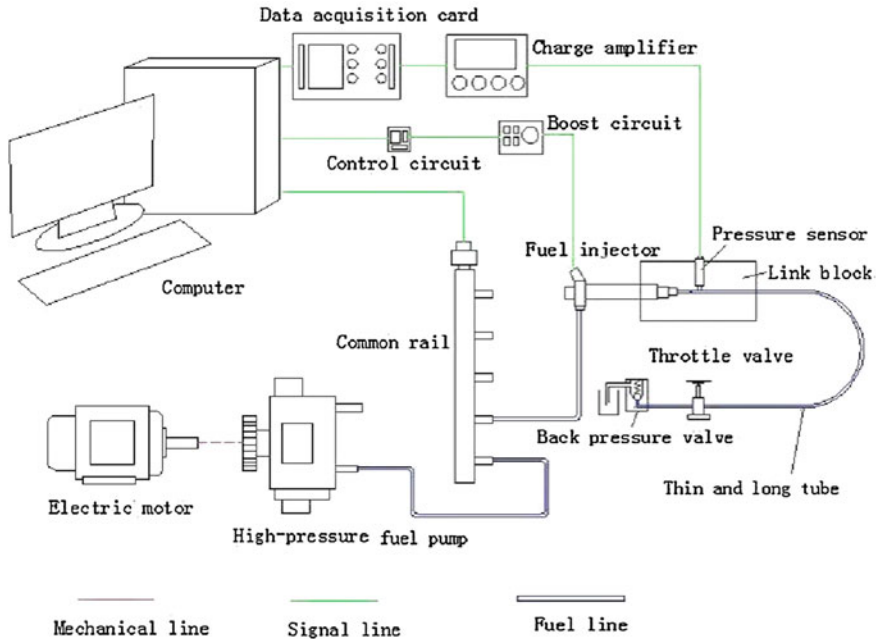 Data acquisition card
Charge amplifier
Boost circuit
Control circuit
Fuel injector
Pressure sensor
Link block
Computer
Common rail
Throttle valve
Back pressure valve
Thin and long tube
Electric motor
High-pressure fuel pump
Mechanical line
Signal line
Fuel line